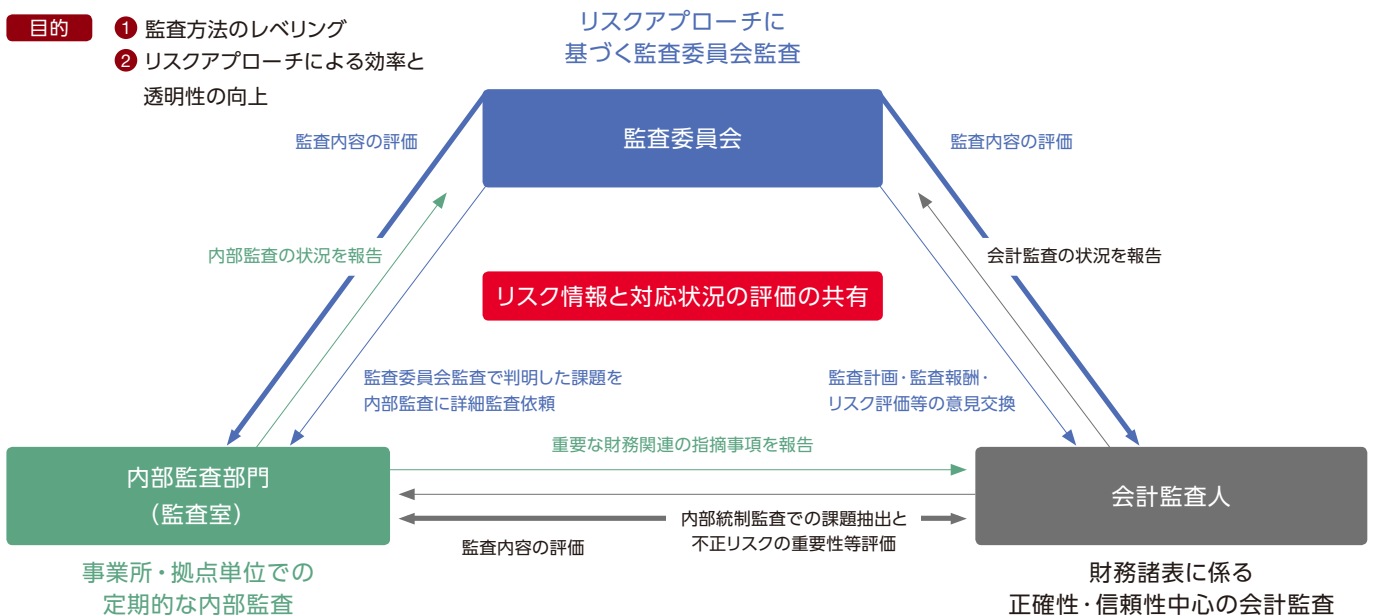 目的
❶ 監査方法のレベリング
❷ リスクアプローチによる効率と
透明性の向上
リスクアプローチに
基づく監査委員会監査
監査委員会
監査内容の評価
監査内容の評価
内部監査の状況を報告
会計監査の状況を報告
リスク情報と対応状況の評価の共有
監査委員会監査で判明した課題を
内部監査に詳細監査依頼
監査計画・監査報酬・
リスク評価等の意見交換
重要な財務関連の指摘事項を報告
内部監査部門
（監査室）
会計監査人
内部統制監査での課題抽出と
不正リスクの重要性等評価
監査内容の評価
事業所・拠点単位での
定期的な内部監査
財務諸表に係る
正確性・信頼性中心の会計監査